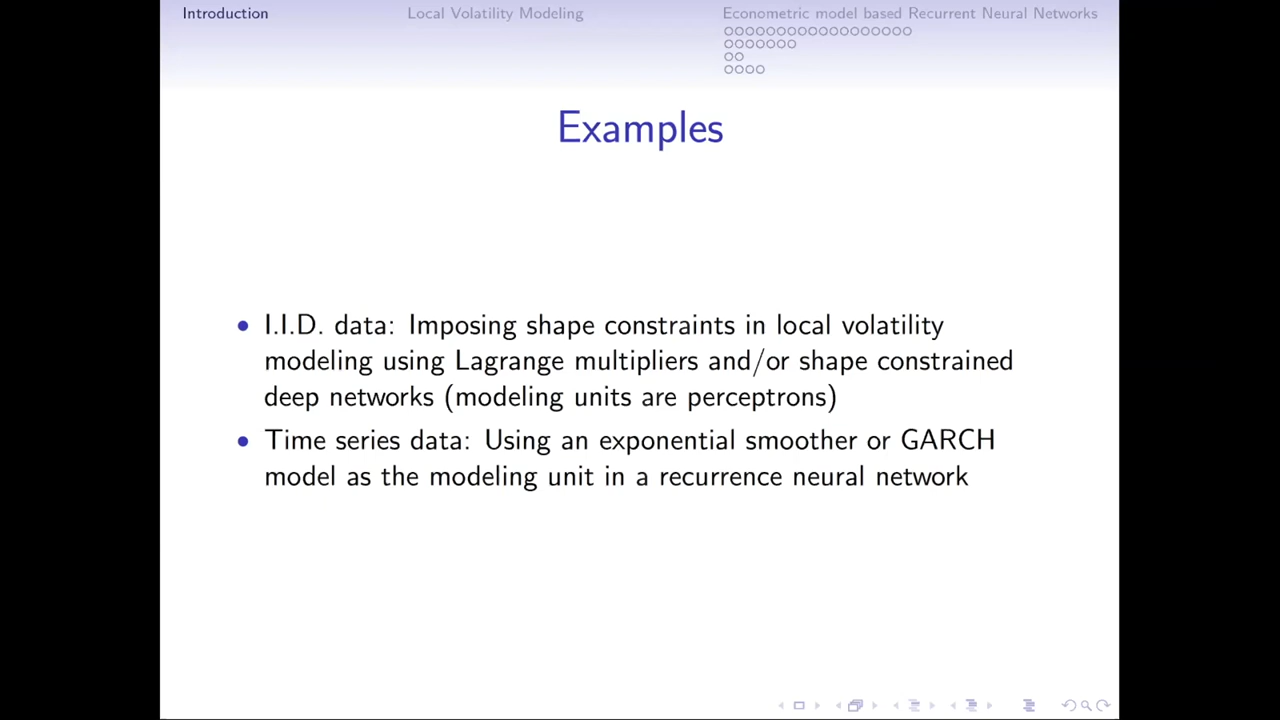 Introduction
Local Volatility Modeling
Econometric model based Recurrent Neural Networks
Examples
• I.I.D. data: Imposing shape constraints in local volatility
modeling using Lagrange multipliers and/or shape constrained
deep networks (modeling units are perceptrons)
• Time series data: Using an exponential smoother or GARCH
model as the modeling unit in a recurrence neural network